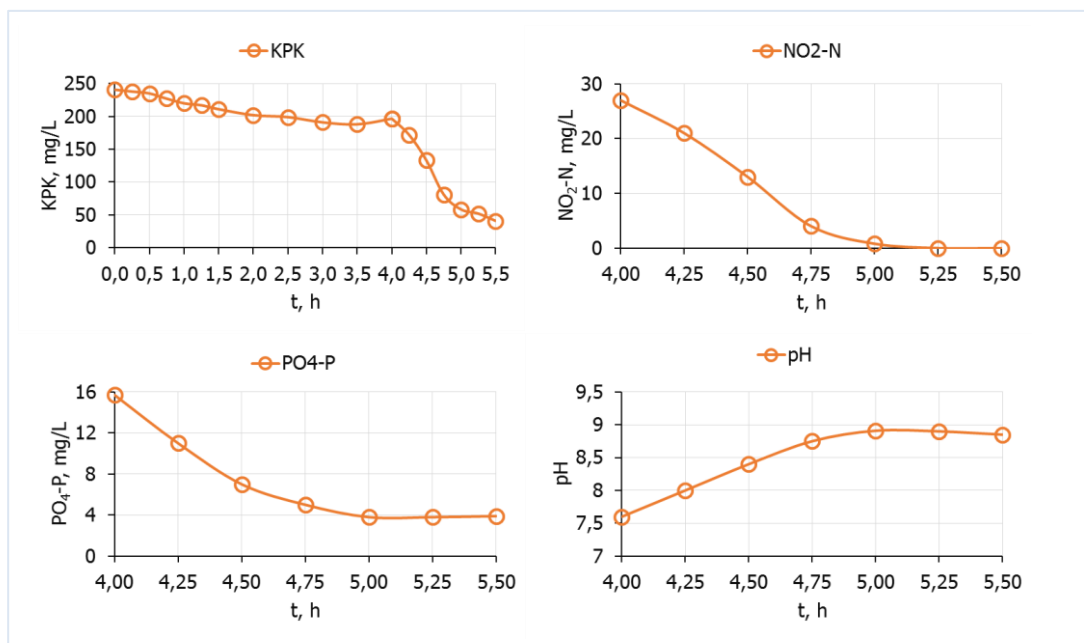 KPK
250
200
150
100
50
0
KPK, mg/L
0,0 0,5 1,0 1,5 2,0 2,5 3,0 3,5 4,0 4,5 5,0 5,5
t, h
NO2-N
30
20
10
0
NO₂-N, mg/L
4,00 4,25 4,50 4,75 5,00 5,25 5,50
t, h
PO4-P
16
12
8
4
0
PO₄-P, mg/L
4,00 4,25 4,50 4,75 5,00 5,25 5,50
t, h
pH
9,5
9
8,5
8
7,5
7
pH
4,00 4,25 4,50 4,75 5,00 5,25 5,50
t, h